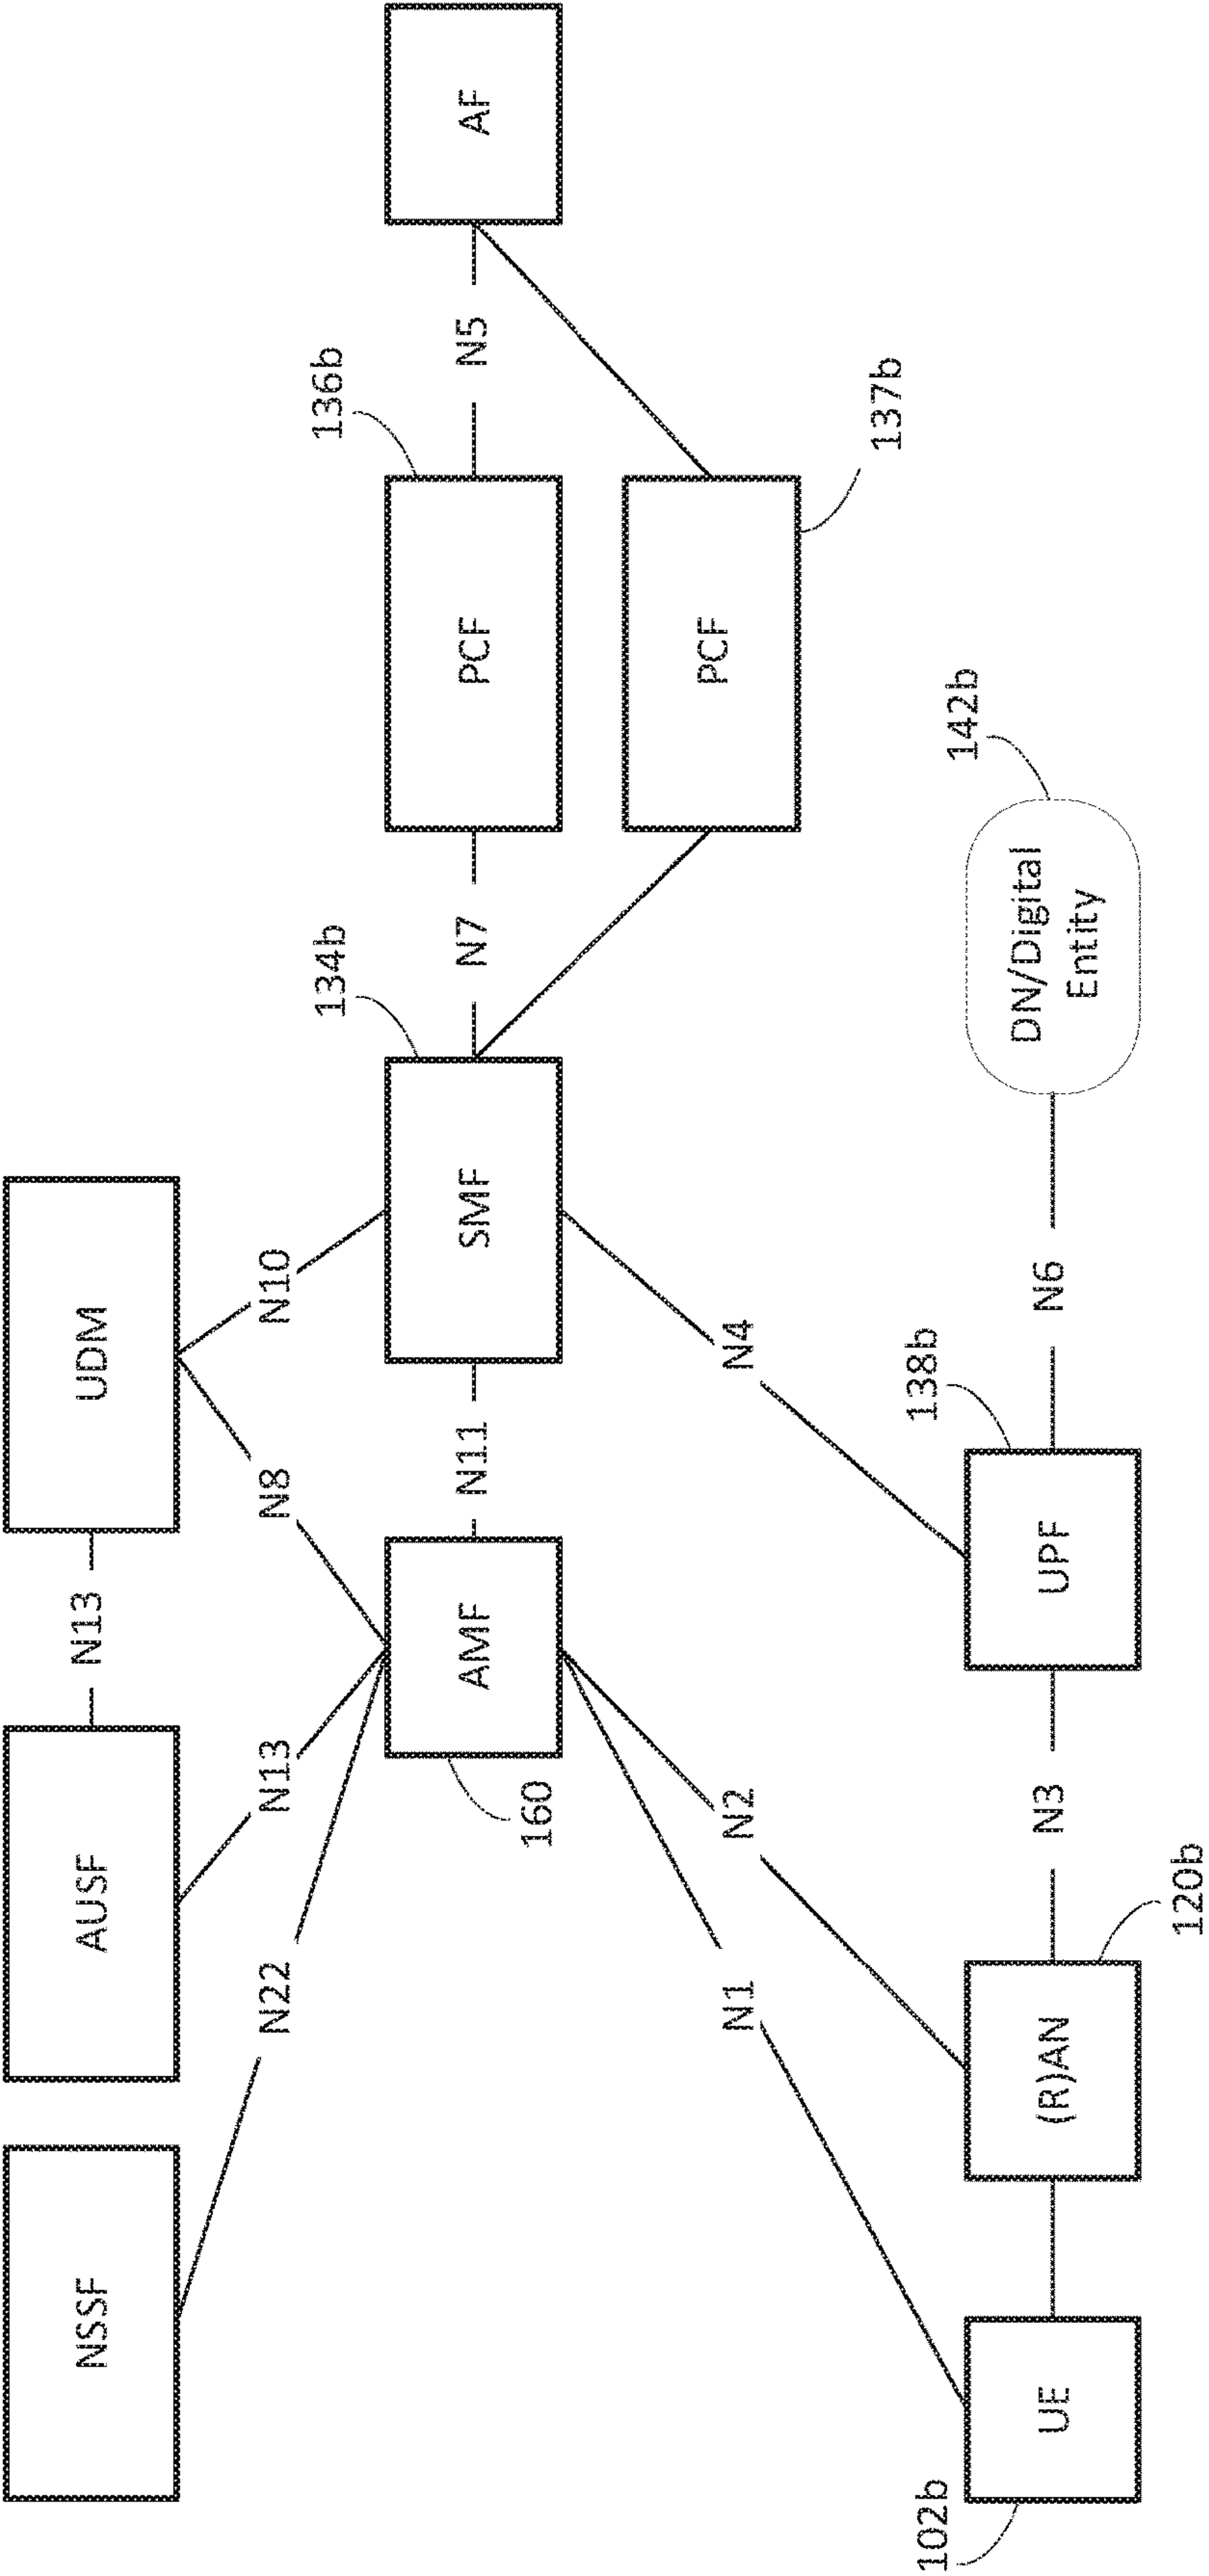 NSSF
AUSF
N13
UDM
N22
N13
N8
N10
160
AMF
N11
SMF
134b
N7
PCF
136b
N5
AF
PCF
137b
N1
N2
N4
102b
UE
(R)AN
120b
N3
UPF
138b
N6
DN/Digital
Entity
142b